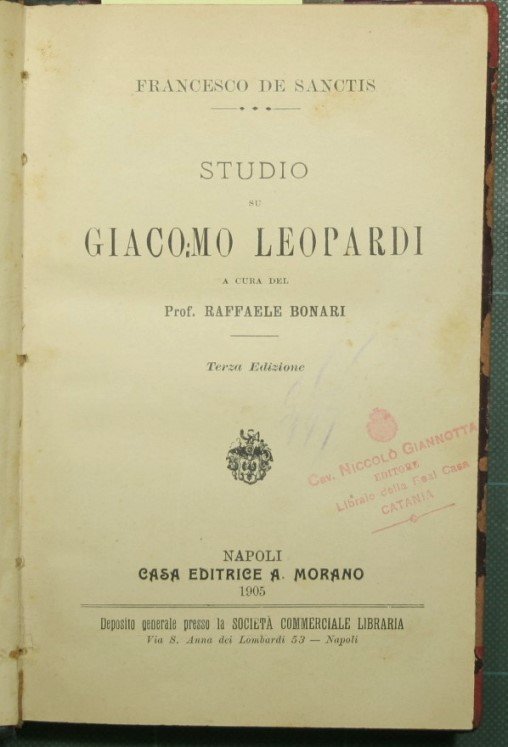 FRANCESCO DE SANCTIS
STUDIO
SU
GIACO:MO LEOPARDI
A CURA DEL
Prof. RAFFAELE BONARI
Terza Edizione
Cav. NICCOLÒ GIANNOTTA
EDITORE
Libraio della Real Casa
CATANIA
NAPOLI
CASA EDITRICE A. MORANO
1905
Deposito generale presso la SOCIETÀ COMMERCIALE LIBRARIA
Via S. Anna dei Lombardi 53 — Napoli